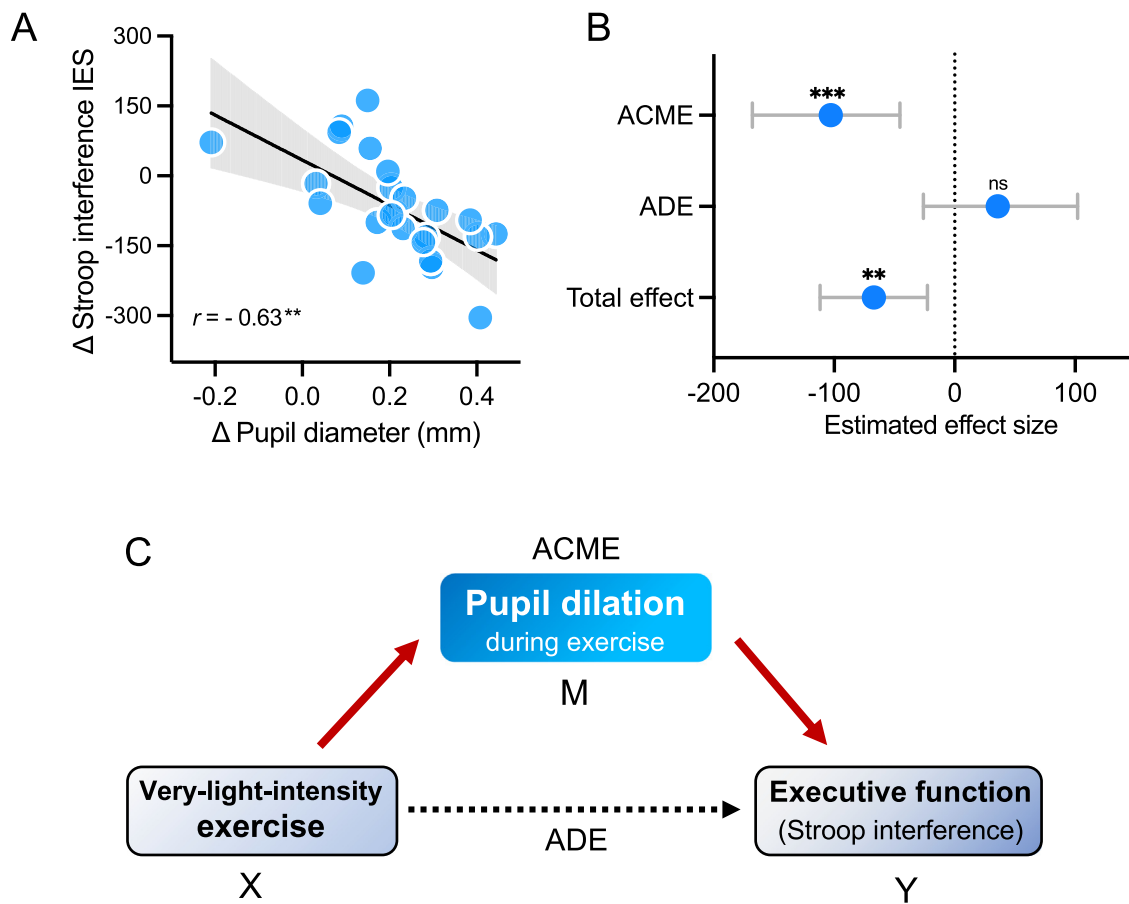 A
Δ Stroop interference IES
300
150
0
-150
-300
r = - 0.63**
-0.2
0.0
0.2
0.4
Δ Pupil diameter (mm)
B
ACME
***
ADE
ns
Total effect
**
-200
-100
0
100
Estimated effect size
C
ACME
Pupil dilation
during exercise
M
Very-light-intensity
exercise
X
ADE
Executive function
(Stroop interference)
Y